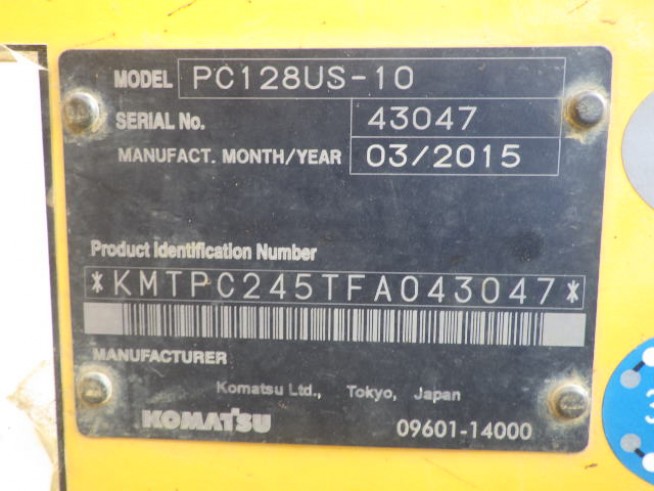 MODEL PC128US-10
SERIAL No. 43047
MANUFACT. MONTH/YEAR 03/2015
Product Identification Number
*KMTPC245TFA043047*
MANUFACTURER
Komatsu Ltd., Tokyo, Japan
KOMATSU 09601-14000
3